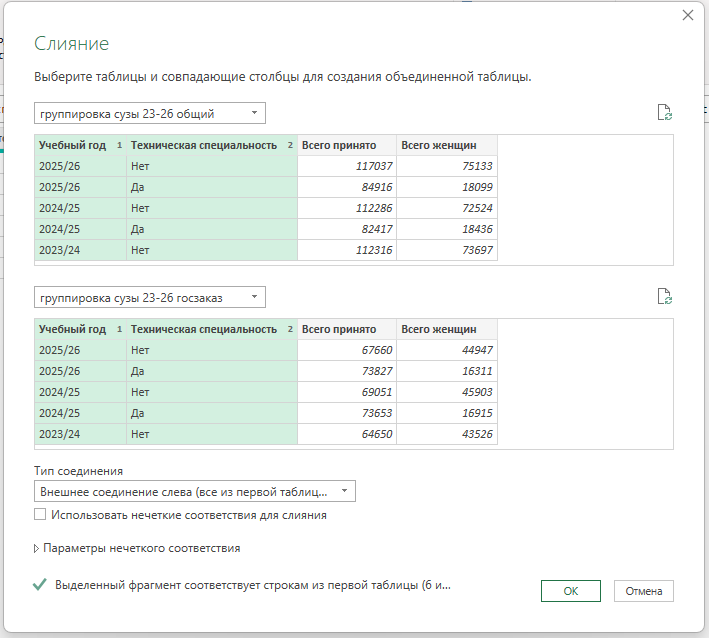 Слияние
Выберите таблицы и совпадающие столбцы для создания объединенной таблицы.
группировка сузы 23-26 общий
Учебный год 1 Техническая специальность 2 Всего принято Всего женщин
2025/26 Нет 117037 75133
2025/26 Да 84916 18099
2024/25 Нет 112286 72524
2024/25 Да 82417 18436
2023/24 Нет 112316 73697
группировка сузы 23-26 госзаказ
Учебный год 1 Техническая специальность 2 Всего принято Всего женщин
2025/26 Нет 67660 44947
2025/26 Да 73827 16311
2024/25 Нет 69051 45903
2024/25 Да 73653 16915
2023/24 Нет 64650 43526
Тип соединения
Внешнее соединение слева (все из первой таблиц...
Использовать нечеткие соответствия для слияния
Параметры нечеткого соответствия
Выделенный фрагмент соответствует строкам из первой таблицы (6 и...
ОК
Отмена